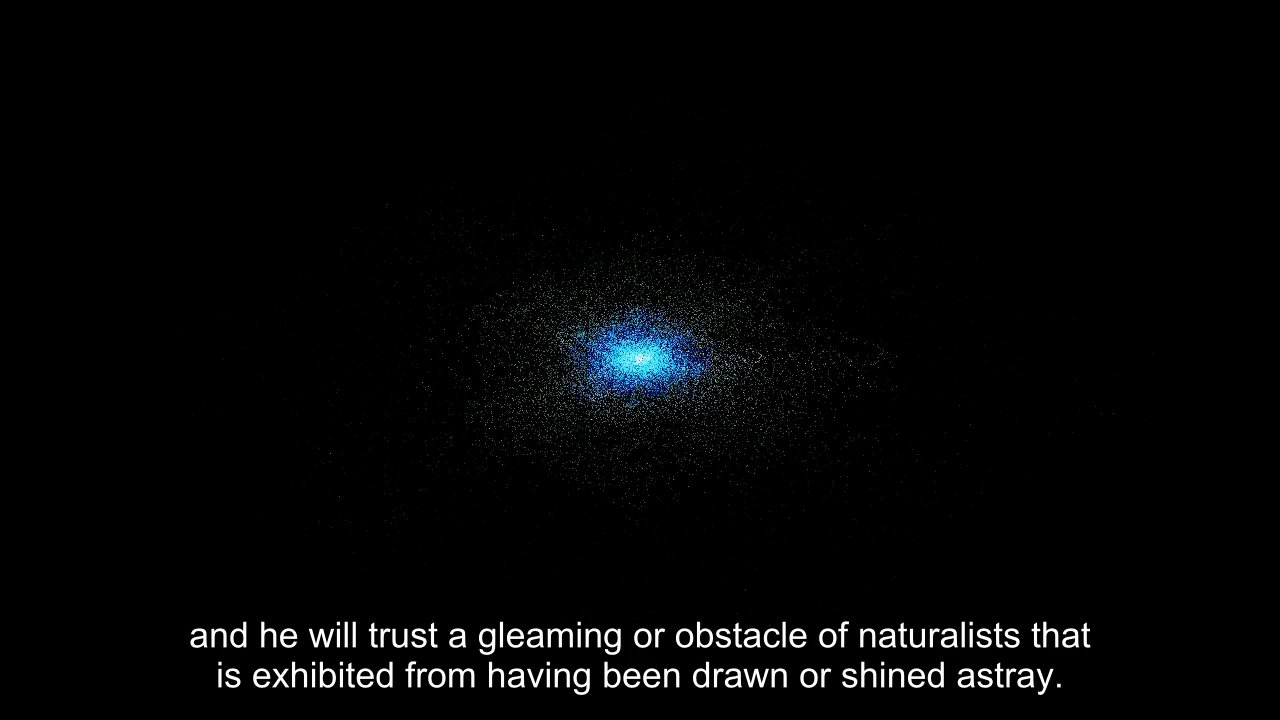 and he will trust a gleaming or obstacle of naturalists that
is exhibited from having been drawn or shined astray.